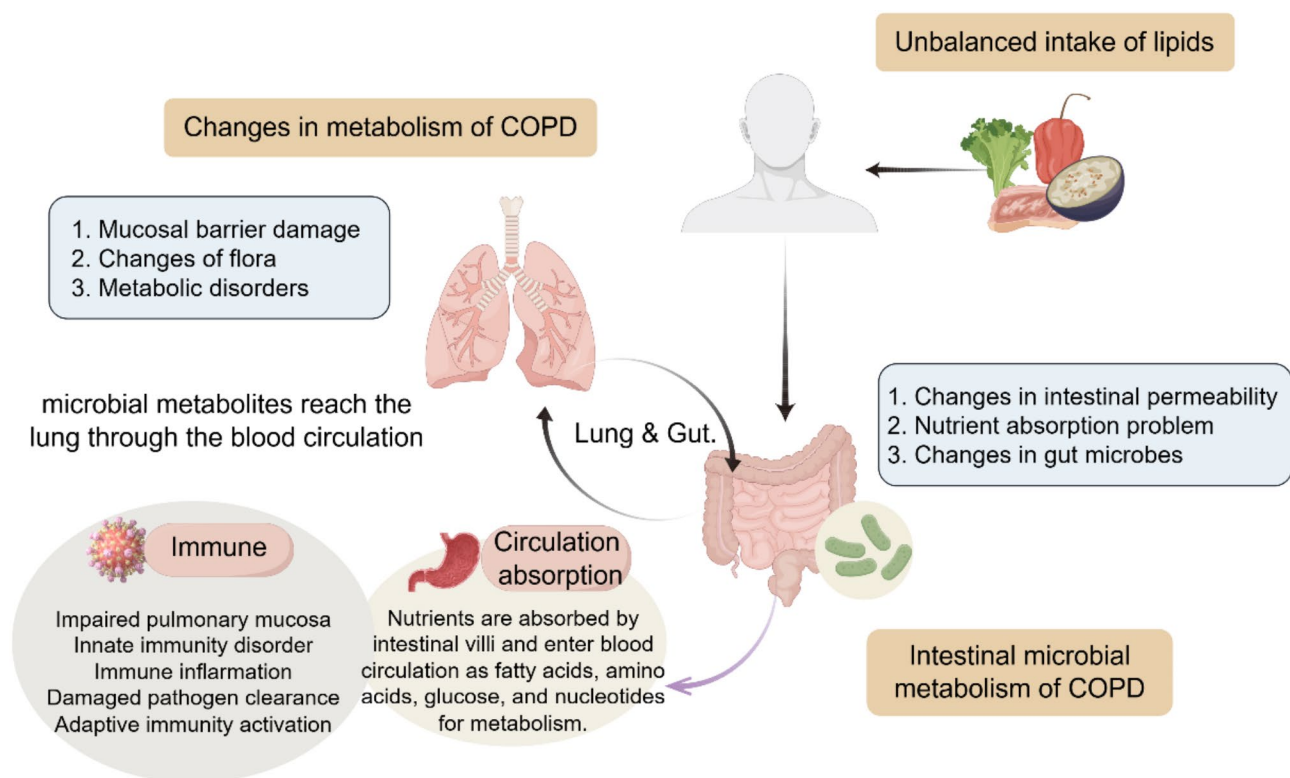 Unbalanced intake of lipids
Changes in metabolism of COPD
1. Mucosal barrier damage
2. Changes of flora
3. Metabolic disorders
microbial metabolites reach the
lung through the blood circulation
Lung & Gut.
1. Changes in intestinal permeability
2. Nutrient absorption problem
3. Changes in gut microbes
Immune
Impaired pulmonary mucosa
Innate immunity disorder
Immune inflarmation
Damaged pathogen clearance
Adaptive immunity activation
Circulation
absorption
Nutrients are absorbed by
intestinal villi and enter blood
circulation as fatty acids, amino
acids, glucose, and nucleotides
for metabolism.
Intestinal microbial
metabolism of COPD